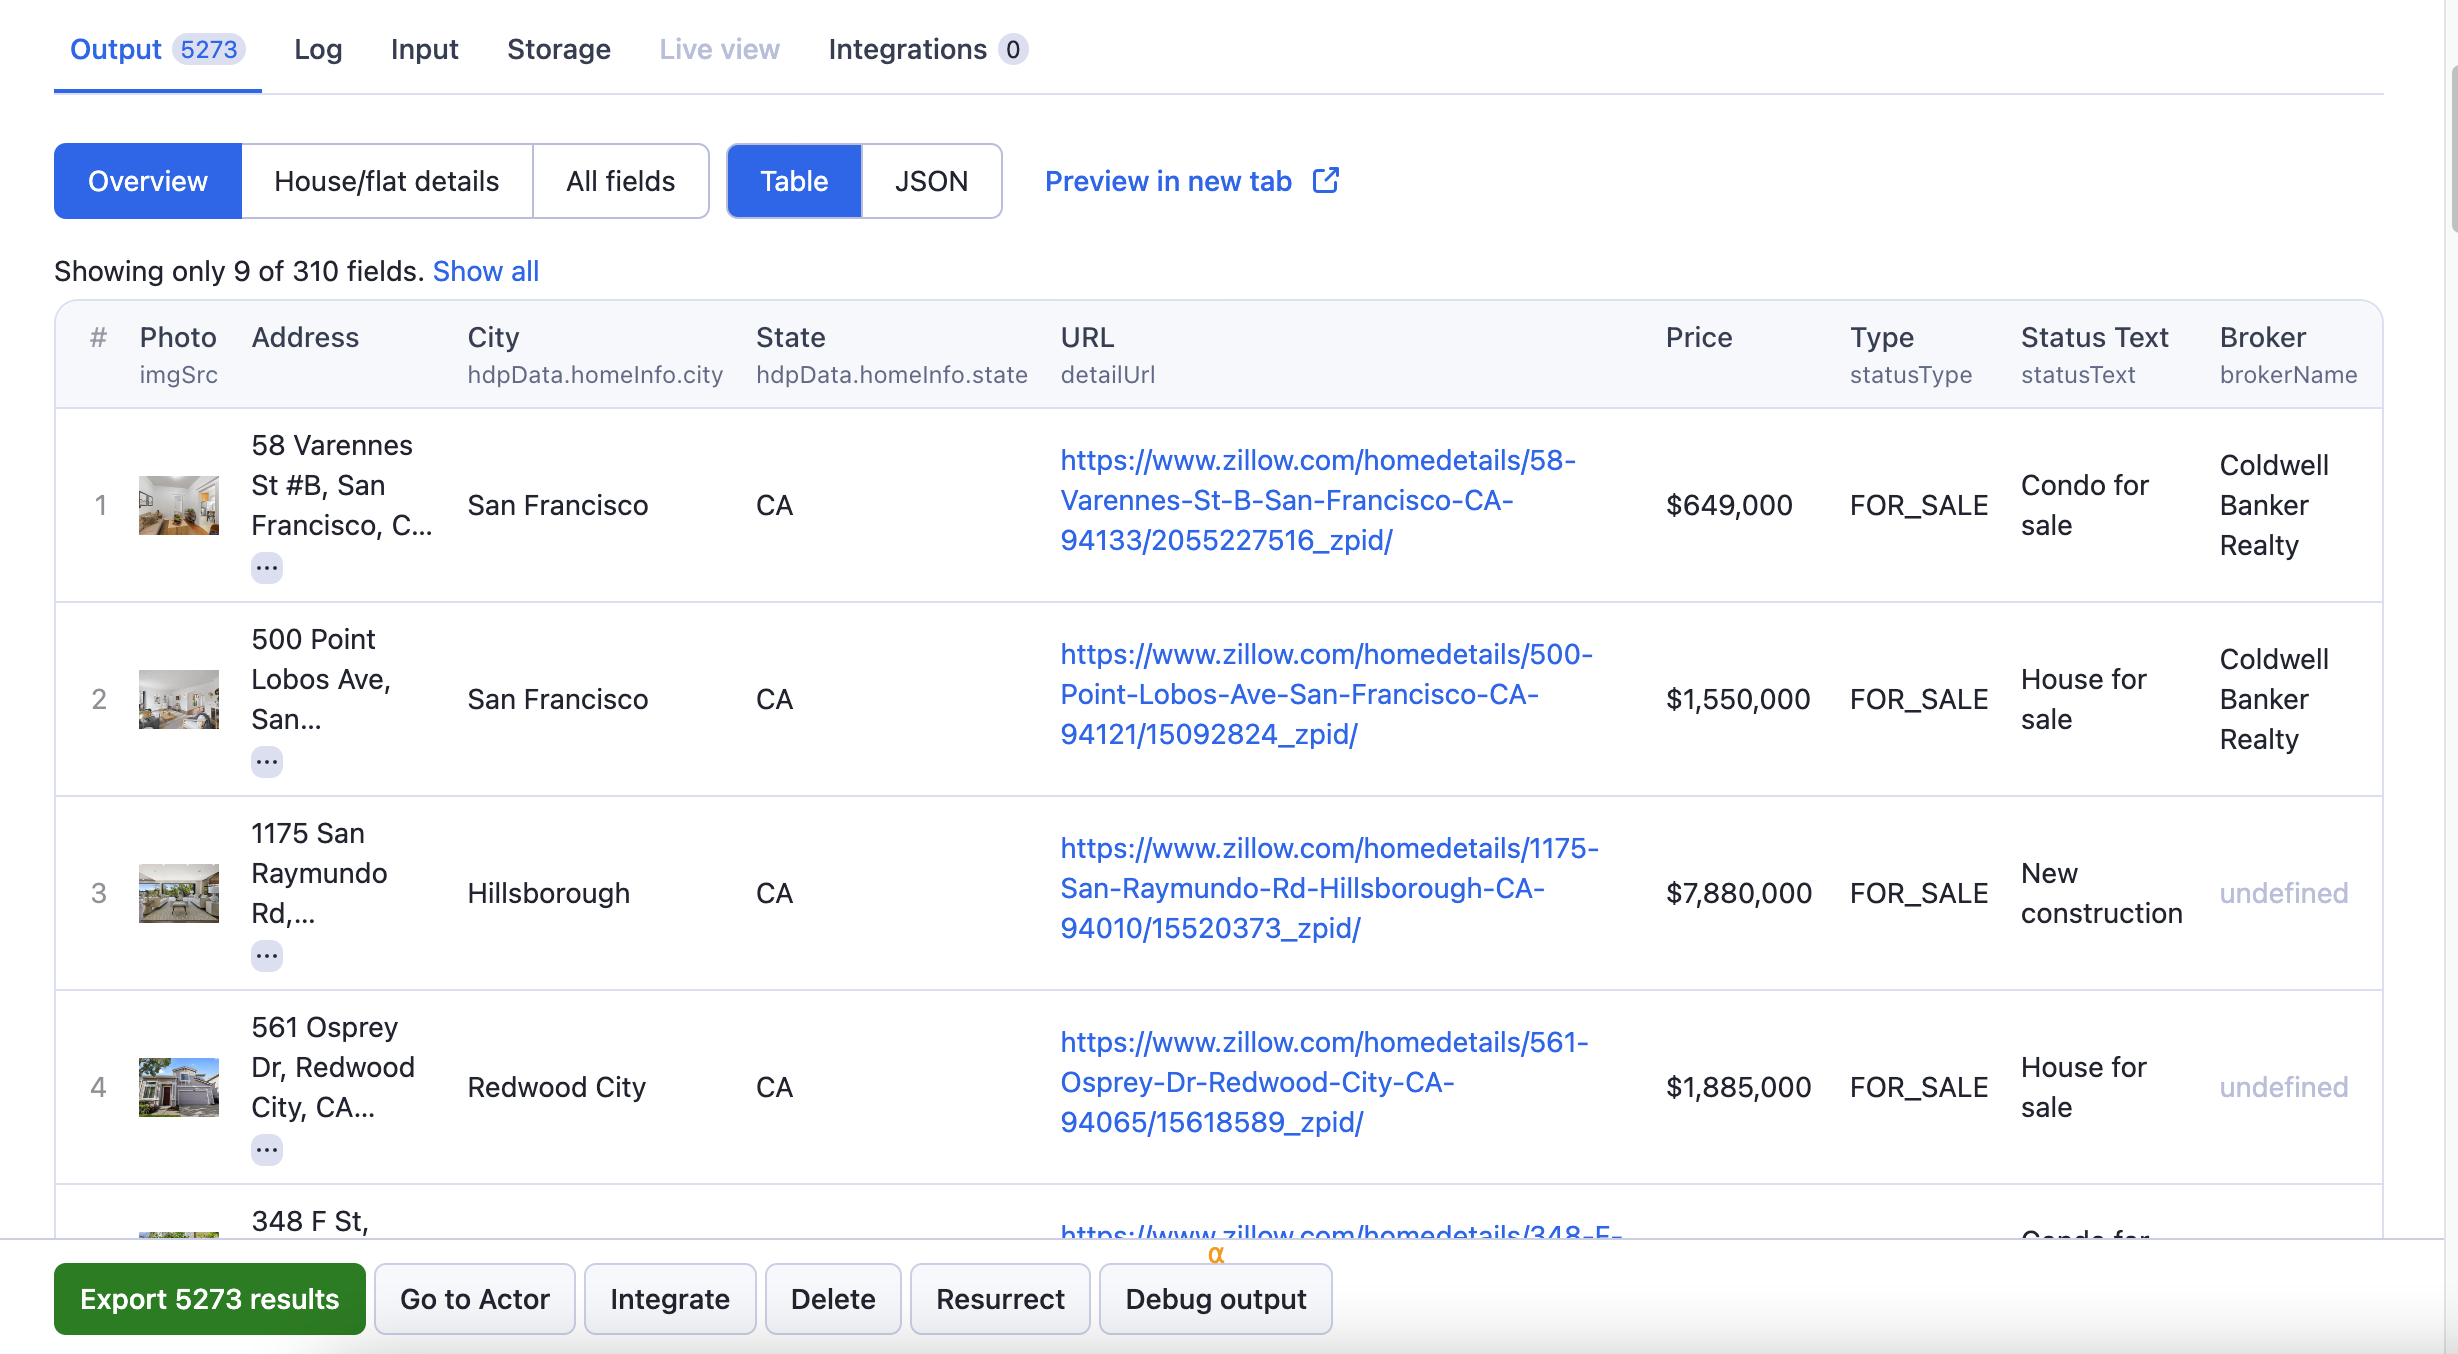 Output 5273 Log Input Storage Live view Integrations 0
Overview House/flat details All fields Table JSON Preview in new tab
Showing only 9 of 310 fields. Show all
# Photo Address City State URL Price Type Status Text Broker
imgSrc hdpData.homeInfo.city hdpData.homeInfo.state detailUrl statusType statusText brokerName
1
58 Varennes
St #B, San
Francisco, C...
...
San Francisco
CA
https://www.zillow.com/homedetails/58-
Varennes-St-B-San-Francisco-CA-
94133/2055227516_zpid/
$649,000
FOR_SALE
Condo for
sale
Coldwell
Banker
Realty
2
500 Point
Lobos Ave,
San...
...
San Francisco
CA
https://www.zillow.com/homedetails/500-
Point-Lobos-Ave-San-Francisco-CA-
94121/15092824_zpid/
$1,550,000
FOR_SALE
House for
sale
Coldwell
Banker
Realty
3
1175 San
Raymundo
Rd,...
...
Hillsborough
CA
https://www.zillow.com/homedetails/1175-
San-Raymundo-Rd-Hillsborough-CA-
94010/15520373_zpid/
$7,880,000
FOR_SALE
New
construction
undefined
4
561 Osprey
Dr, Redwood
City, CA...
...
Redwood City
CA
https://www.zillow.com/homedetails/561-
Osprey-Dr-Redwood-City-CA-
94065/15618589_zpid/
$1,885,000
FOR_SALE
House for
sale
undefined
348 F St,
https://www.zillow.com/homedetails/348-F-
Condo for
α
Export 5273 results Go to Actor Integrate Delete Resurrect Debug output